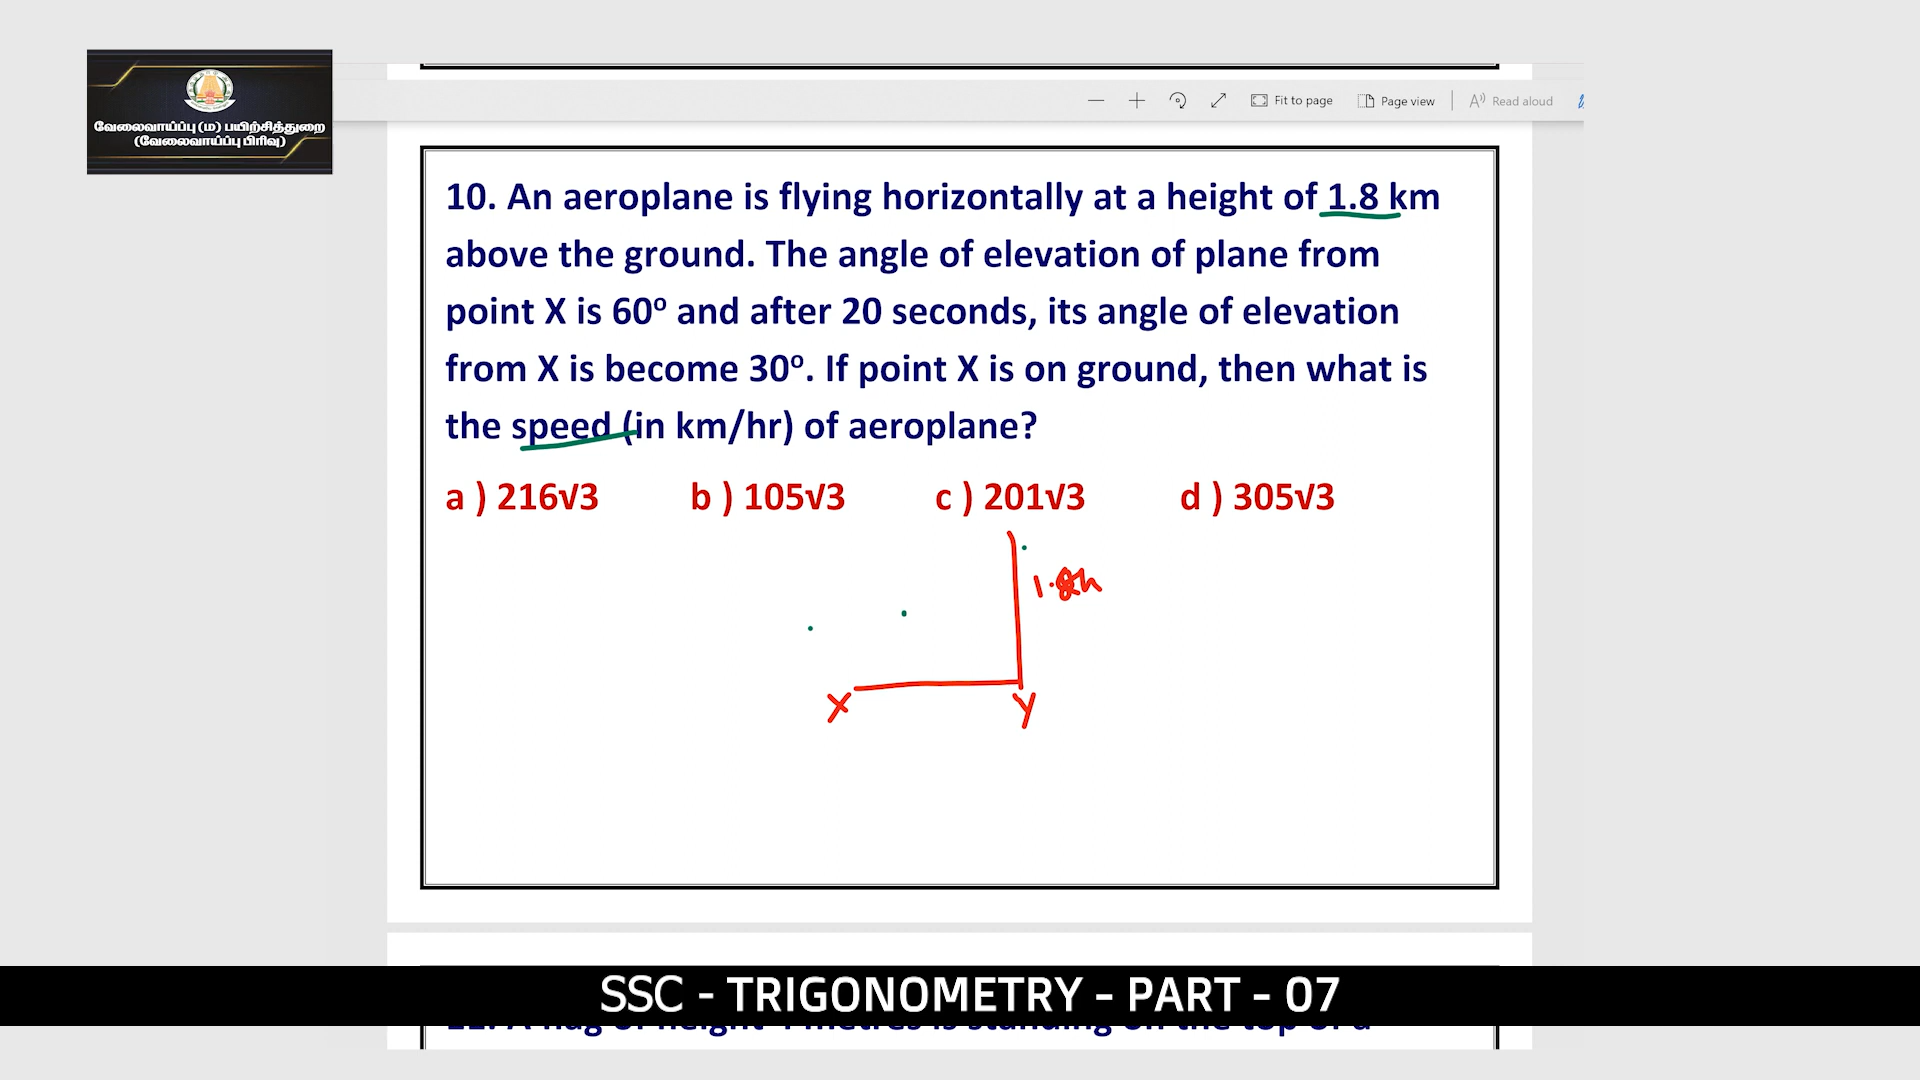 வேலைவாய்ப்பு (ம) பயிற்சித்துறை
(வேலைவாய்ப்பு பிரிவு)
Fit to page
Page view
Read aloud
10. An aeroplane is flying horizontally at a height of 1.8 km
above the ground. The angle of elevation of plane from
point X is 60º and after 20 seconds, its angle of elevation
from X is become 30º. If point X is on ground, then what is
the speed (in km/hr) of aeroplane?
a ) 216√3 b ) 105√3 c ) 201√3 d ) 305√3
X Y
SSC - TRIGONOMETRY - PART - 07